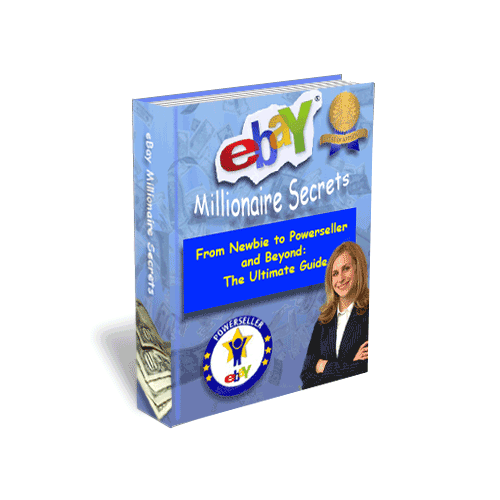 ebaY®
Millionaire Secrets
From Newbie to Powerseller
and Beyond:
The Ultimate Guide
POWERSELLER
ebaY
eBay Millionaire Secrets